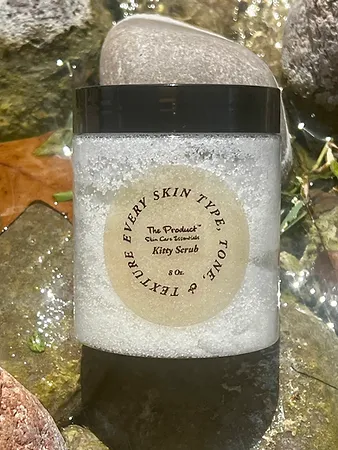 EVERY SKIN TYPE, TONE, & TEXTURE
The Product™
Skin Care Essentials
Kitty Scrub
8 Oz.